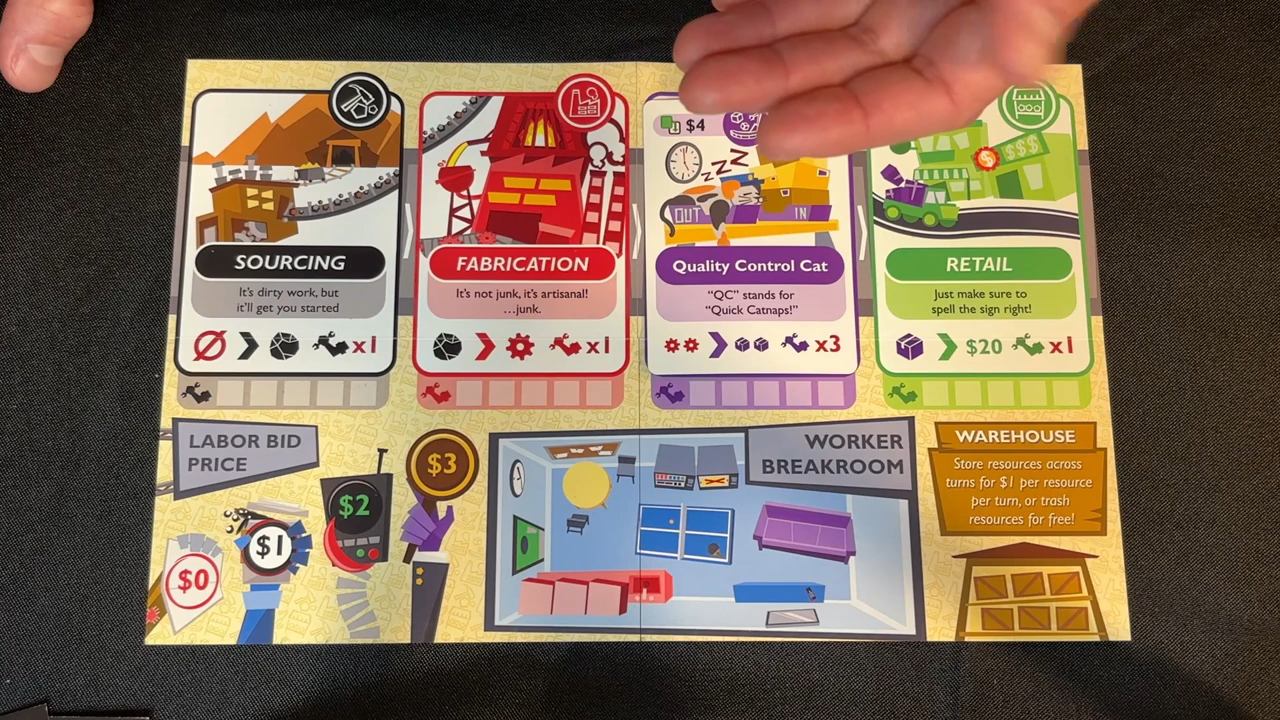 $4
$$$
$
zzz
OUT
IN
SOURCING
It's dirty work, but
it'll get you started
x1
FABRICATION
It's not junk, it's artisanal!
...junk.
x1
Quality Control Cat
"QC" stands for
"Quick Catnaps!"
x3
RETAIL
Just make sure to
spell the sign right!
$20
x1
LABOR BID
PRICE
$0
$1
$2
$3
WORKER
BREAKROOM
WAREHOUSE
Store resources across
turns for $1 per resource
per turn, or trash
resources for free!